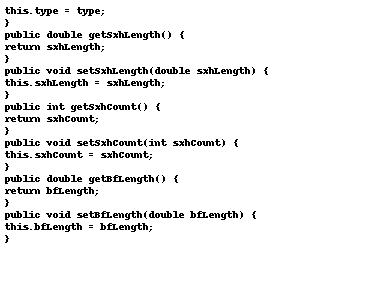 this.type = type;
}
public double getSxhLength() {
return sxhLength;
}
public void setSxhLength(double sxhLength) {
this.sxhLength = sxhLength;
}
public int getSxhCount() {
return sxhCount;
}
public void setSxhCount(int sxhCount) {
this.sxhCount = sxhCount;
}
public double getBfLength() {
return bfLength;
}
public void setBfLength(double bfLength) {
this.bfLength = bfLength;
}